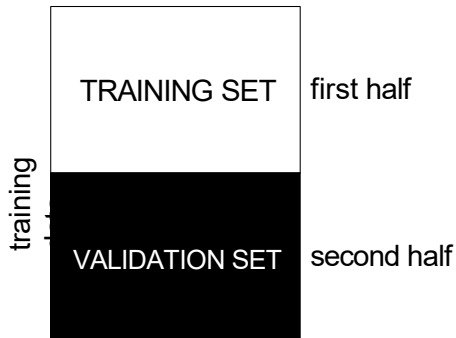 TRAINING SET
first half
training
VALIDATION SET
second half